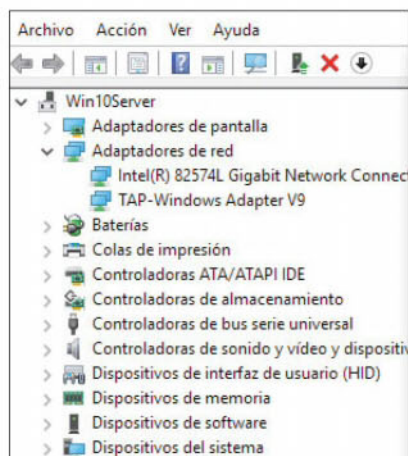 Archivo Acción Ver Ayuda
Win10Server
Adaptadores de pantalla
Adaptadores de red
Intel(R) 82574L Gigabit Network Connect
TAP-Windows Adapter V9
Baterías
Colas de impresión
Controladoras ATA/ATAPI IDE
Controladoras de almacenamiento
Controladoras de bus serie universal
Controladoras de sonido y vídeo y dispositiv
Dispositivos de interfaz de usuario (HID)
Dispositivos de memoria
Dispositivos de software
Dispositivos del sistema